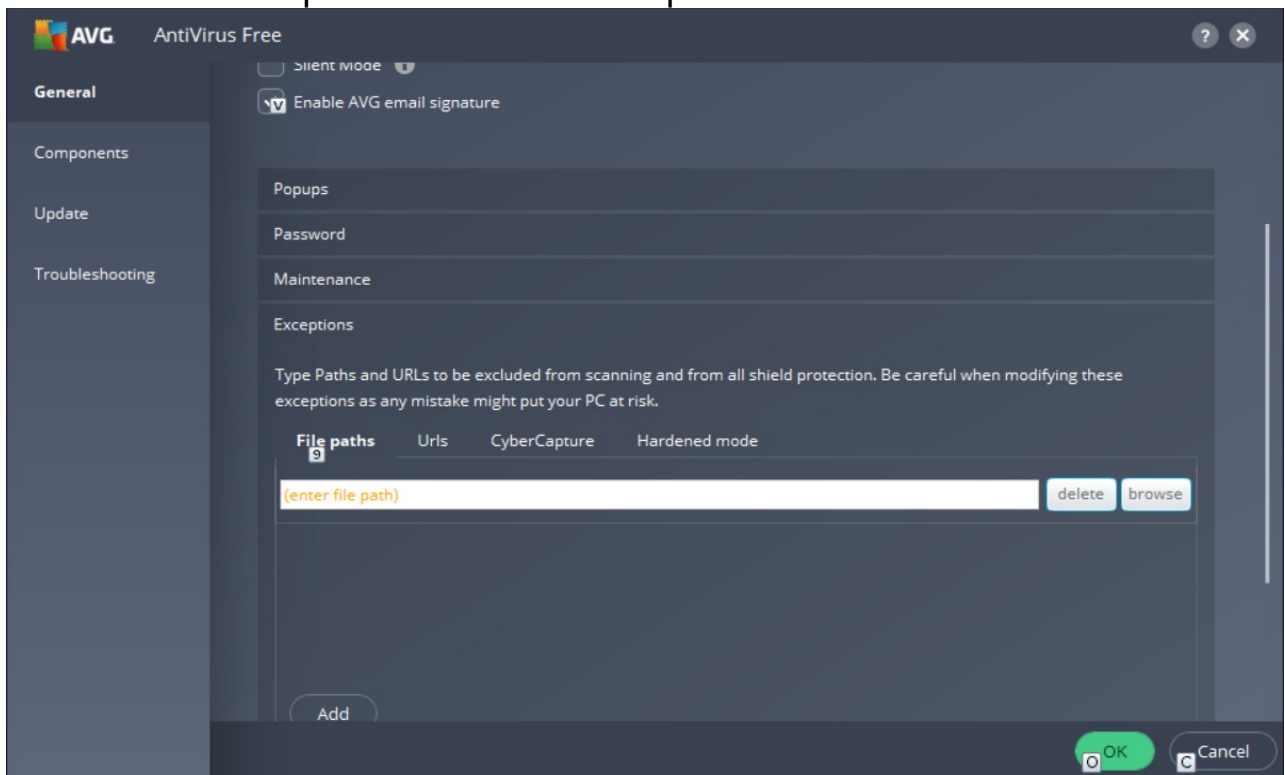 AVG AntiVirus Free
?
General
Components
Update
Troubleshooting
Silent Mode
V Enable AVG email signature
Popups
Password
Maintenance
Exceptions
Type Paths and URLs to be excluded from scanning and from all shield protection. Be careful when modifying these
exceptions as any mistake might put your PC at risk.
File paths Urls CyberCapture Hardened mode
9
(enter file path) delete browse
Add
O OK C Cancel